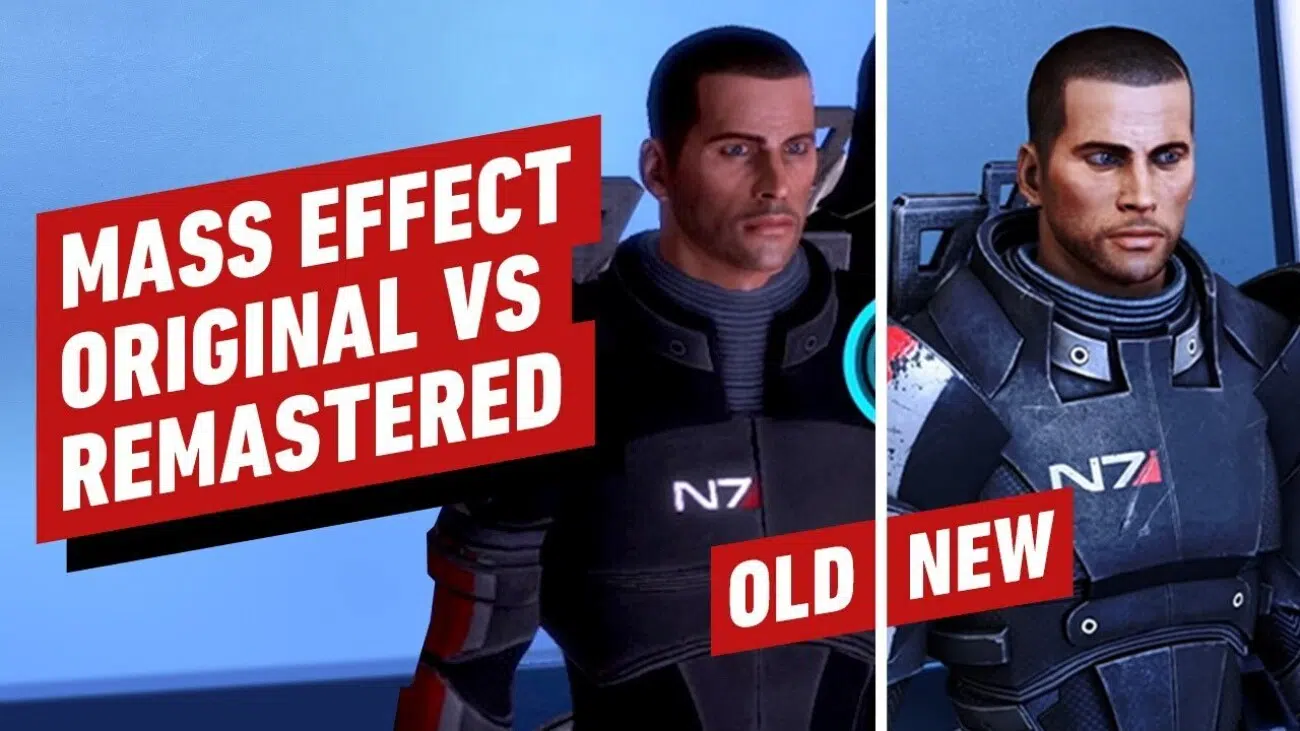 MASS EFFECT
ORIGINAL VS
REMASTERED
N7
N7
OLD
NEW